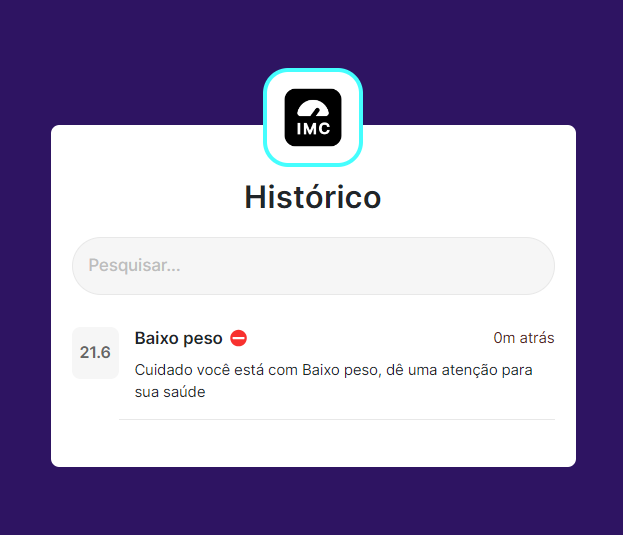 IMC
Histórico
Pesquisar...
21.6
Baixo peso ⛔
0m atrás
Cuidado você está com Baixo peso, dê uma atenção para
sua saúde